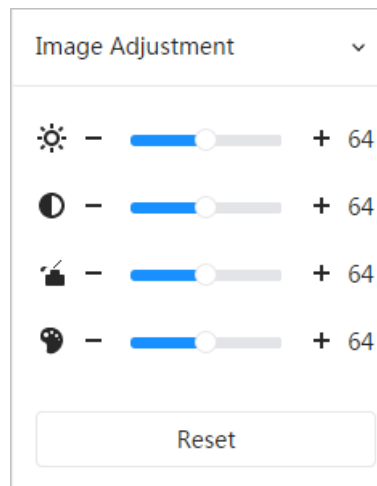 Image Adjustment
− + 64
− + 64
− + 64
− + 64
Reset